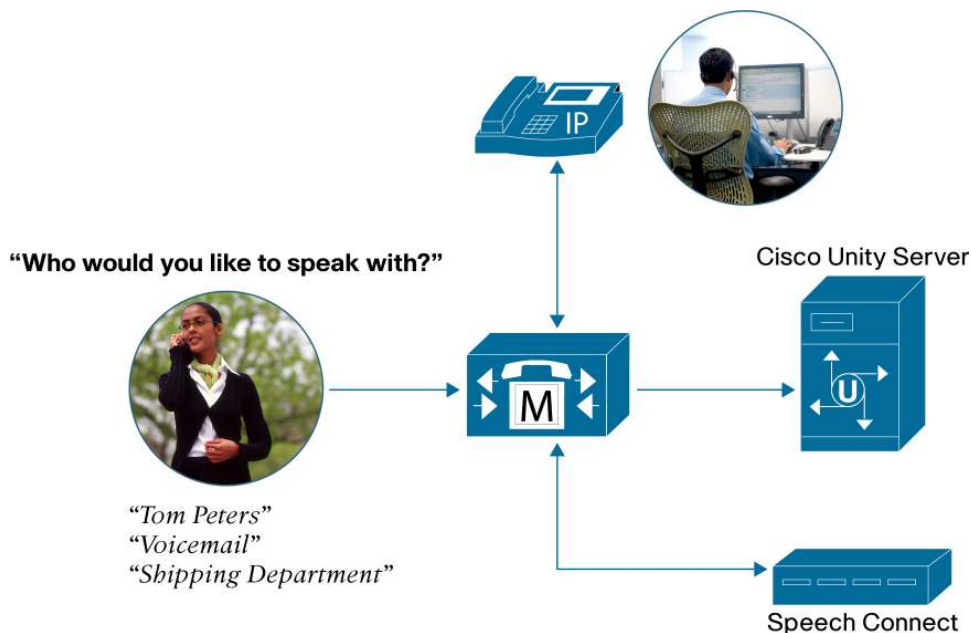 IP
“Who would you like to speak with?”
Cisco Unity Server
M
U
“Tom Peters”
“Voicemail”
“Shipping Department”
Speech Connect